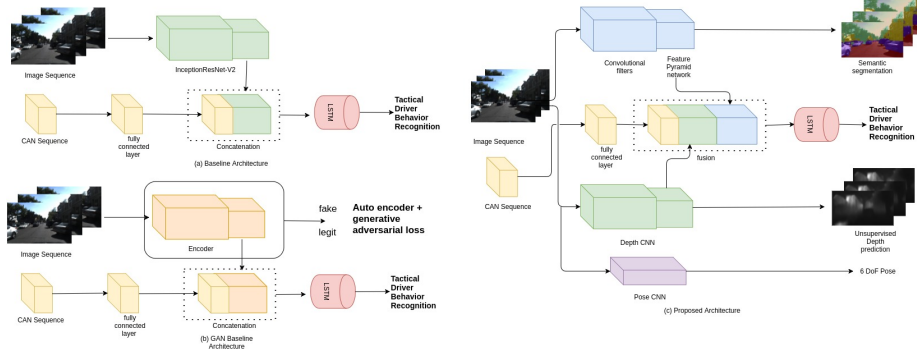 Image Sequence
InceptionResNet-V2
CAN Sequence
fully
connected
layer
Concatenation
LSTM
Tactical
Driver
Behavior
Recognition
(a) Baseline Architecture
Image Sequence
Encoder
fake
legit
Auto encoder +
generative
adversarial loss
CAN Sequence
fully
connected
layer
Concatenation
LSTM
Tactical
Driver
Behavior
Recognition
(b) GAN Baseline
Architecture
Image Sequence
Convolutional
filters
Feature
Pyramid
network
Semantic
segmentation
CAN Sequence
fully
connected
layer
fusion
LSTM
Tactical
Driver
Behavior
Recognition
Depth CNN
Unsupervised
Depth
prediction
Pose CNN
6 DoF Pose
(c) Proposed Architecture